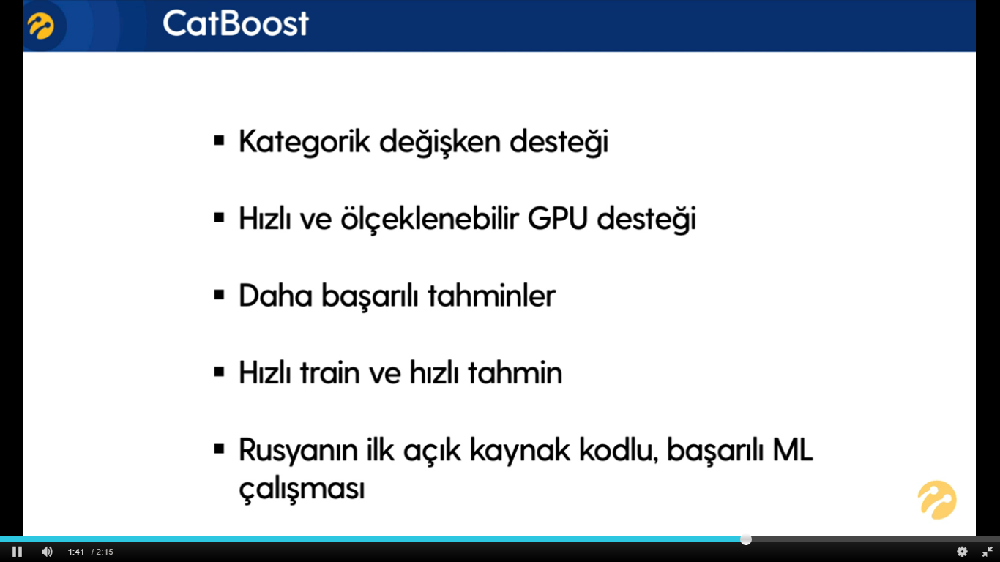 CatBoost
▪ Kategorik değişken desteği
▪ Hızlı ve ölçeklenebilir GPU desteği
▪ Daha başarılı tahminler
▪ Hızlı train ve hızlı tahmin
▪ Rusyanın ilk açık kaynak kodlu, başarılı ML
çalışması
1:41 / 2:15